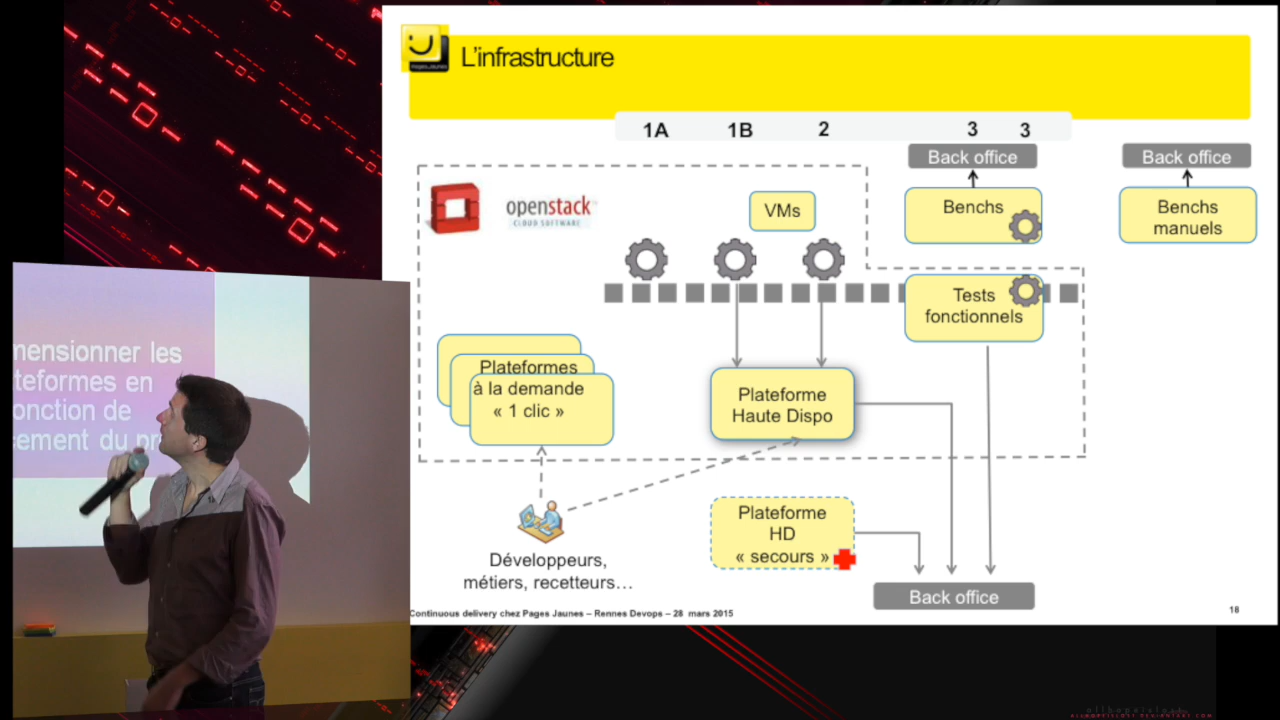 L'infrastructure
PagesJaunes
1A 1B 2 3 3
Back office
Back office
openstack
CLOUD SOFTWARE
VMs
Benchs
Benchs
manuels
Tests
fonctionnels
Plateformes
à la demande
« 1 clic »
Plateforme
Haute Dispo
Développeurs,
métiers, recetteurs…
Plateforme
HD
« secours »
Back office
Continuous delivery chez Pages Jaunes – Rennes Devops – 28 mars 2015
18
mensionner les
teformes en
onction de
cement du pr